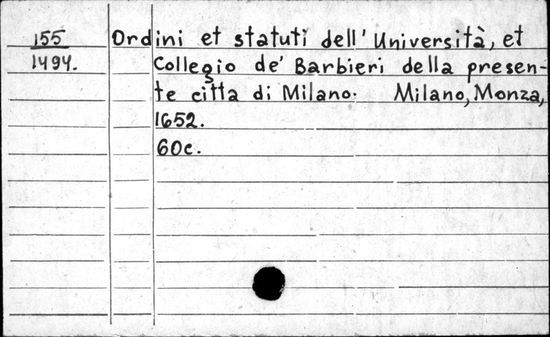 155 Ordini et statuti dell' Università, et
1494. Collegio de' Barbieri della presen-
te citta di Milano. Milano, Monza,
1652.
60c.